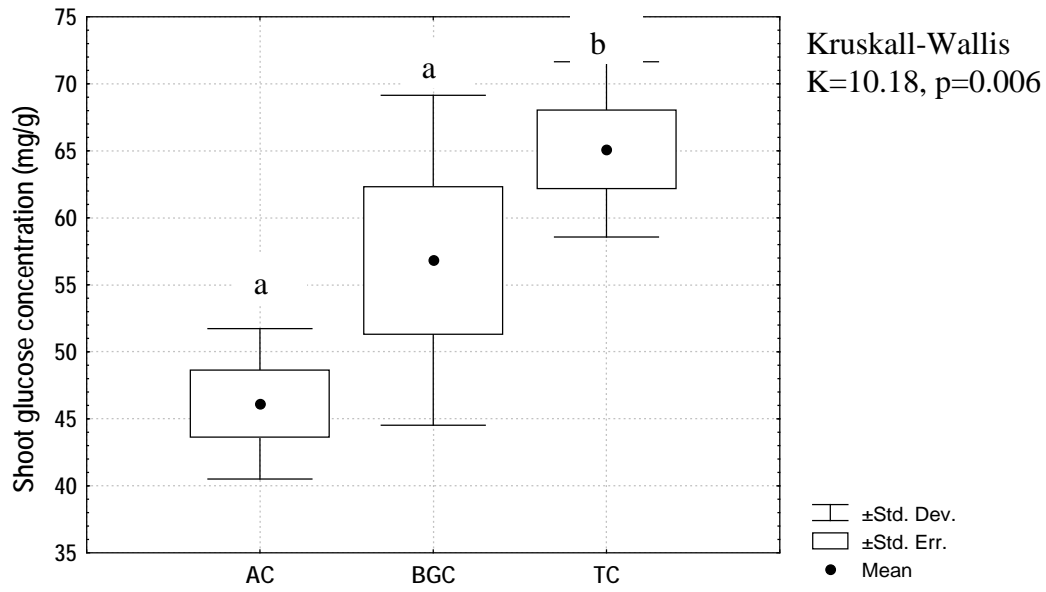 Shoot glucose concentration (mg/g)
75
70
65
60
55
50
45
40
35
a
a
b
AC
BGC
TC
Kruskall-Wallis
K=10.18, p=0.006
±Std. Dev.
±Std. Err.
Mean